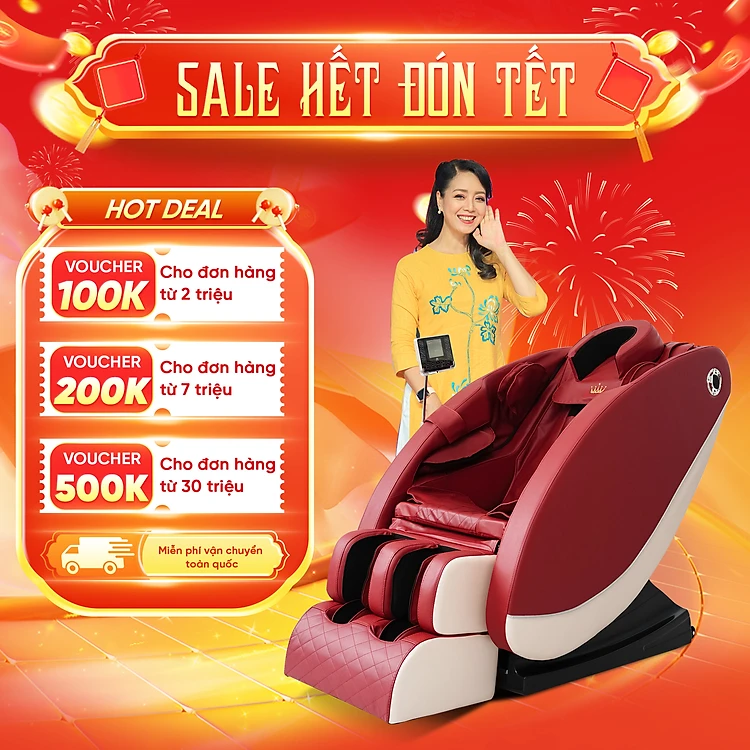 SALE HẾT ĐÓN TẾT
HOT DEAL
VOUCHER
100K
Cho đơn hàng
từ 2 triệu
VOUCHER
200K
Cho đơn hàng
từ 7 triệu
VOUCHER
500K
Cho đơn hàng
từ 30 triệu
Miễn phí vận chuyển
toàn quốc